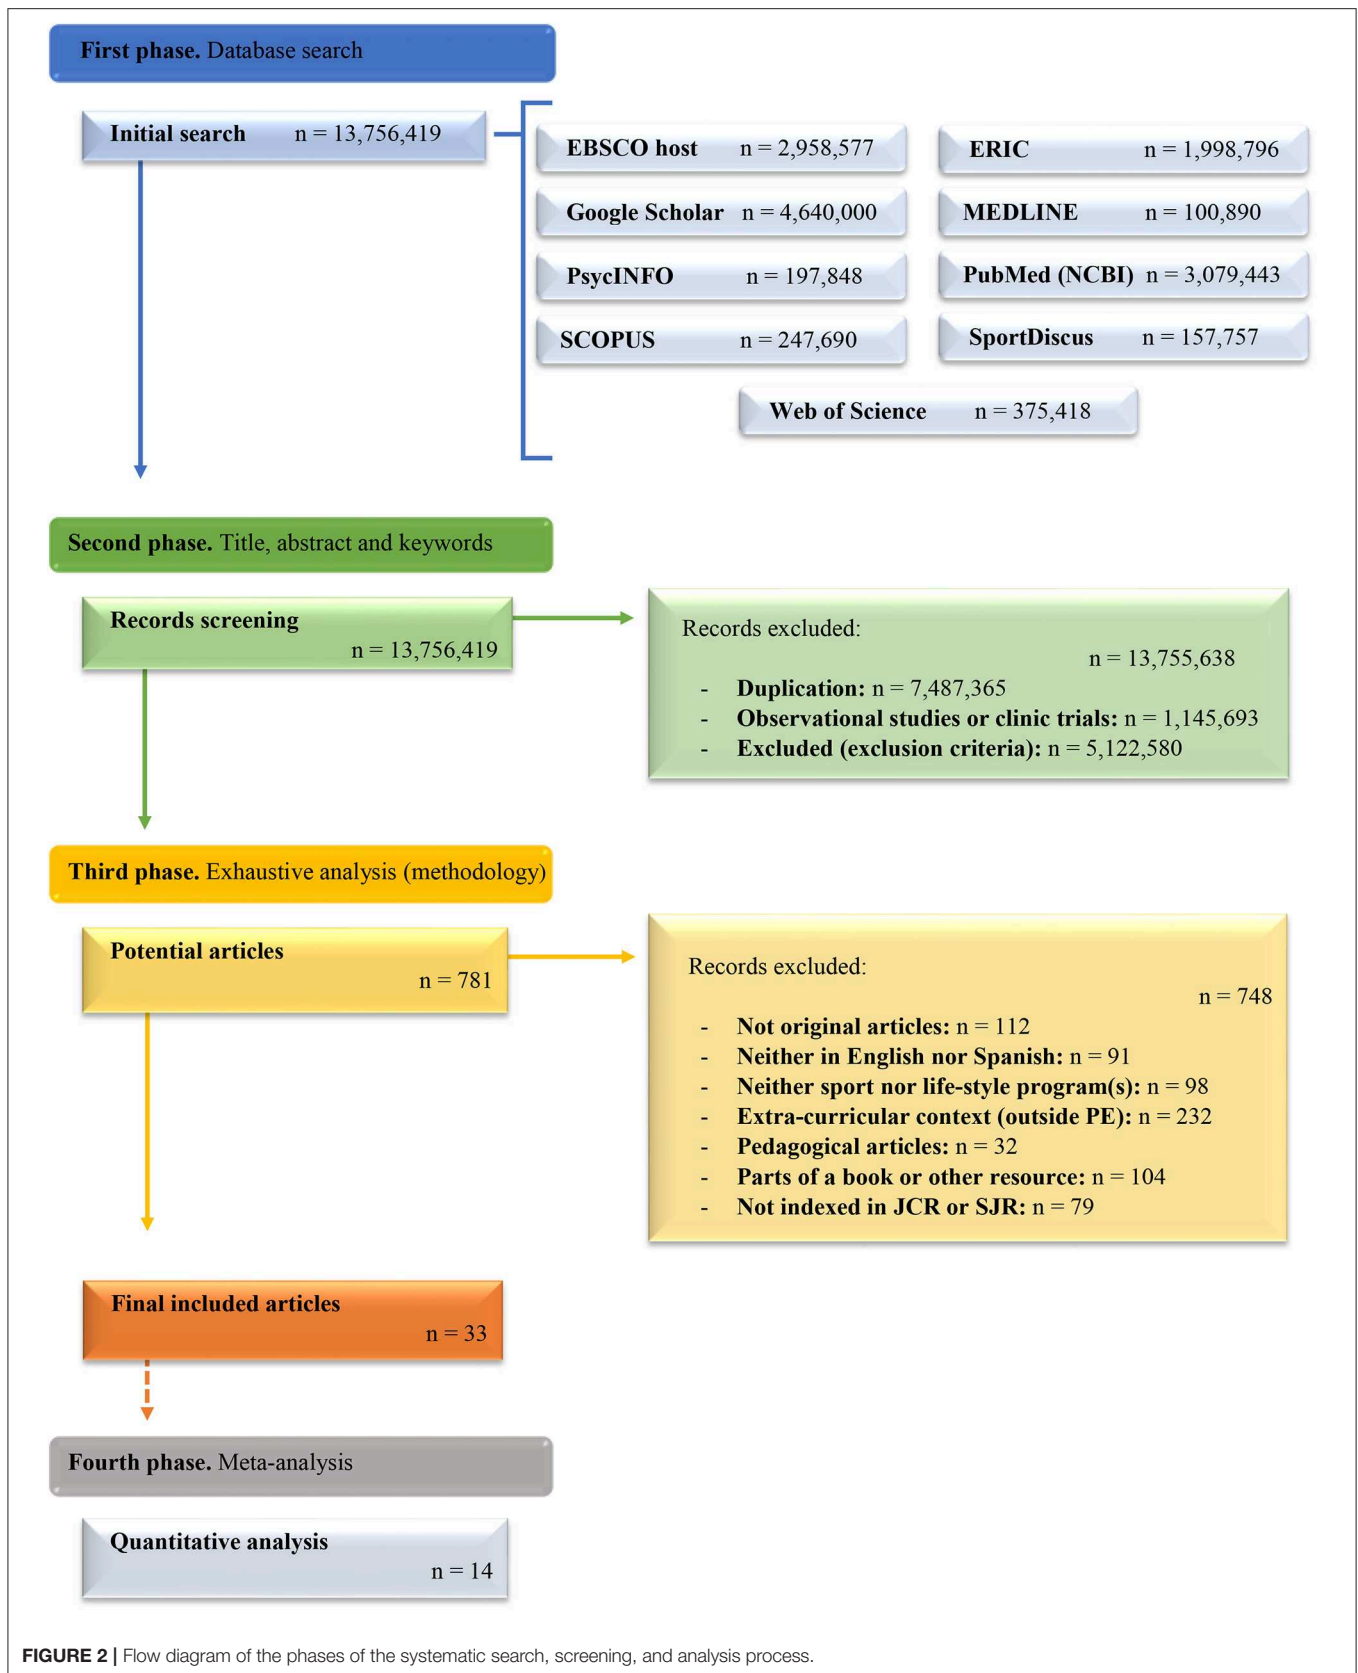 First phase. Database search
Initial search n = 13,756,419
EBSCO host n = 2,958,577
ERIC n = 1,998,796
Google Scholar n = 4,640,000
MEDLINE n = 100,890
PsycINFO n = 197,848
PubMed (NCBI) n = 3,079,443
SCOPUS n = 247,690
SportDiscus n = 157,757
Web of Science n = 375,418
Second phase. Title, abstract and keywords
Records screening
n = 13,756,419
Records excluded:
n = 13,755,638
- Duplication: n = 7,487,365
- Observational studies or clinic trials: n = 1,145,693
- Excluded (exclusion criteria): n = 5,122,580
Third phase. Exhaustive analysis (methodology)
Potential articles
n = 781
Records excluded:
n = 748
- Not original articles: n = 112
- Neither in English nor Spanish: n = 91
- Neither sport nor life-style program(s): n = 98
- Extra-curricular context (outside PE): n = 232
- Pedagogical articles: n = 32
- Parts of a book or other resource: n = 104
- Not indexed in JCR or SJR: n = 79
Final included articles
n = 33
Fourth phase. Meta-analysis
Quantitative analysis
n = 14
FIGURE 2 | Flow diagram of the phases of the systematic search, screening, and analysis process.